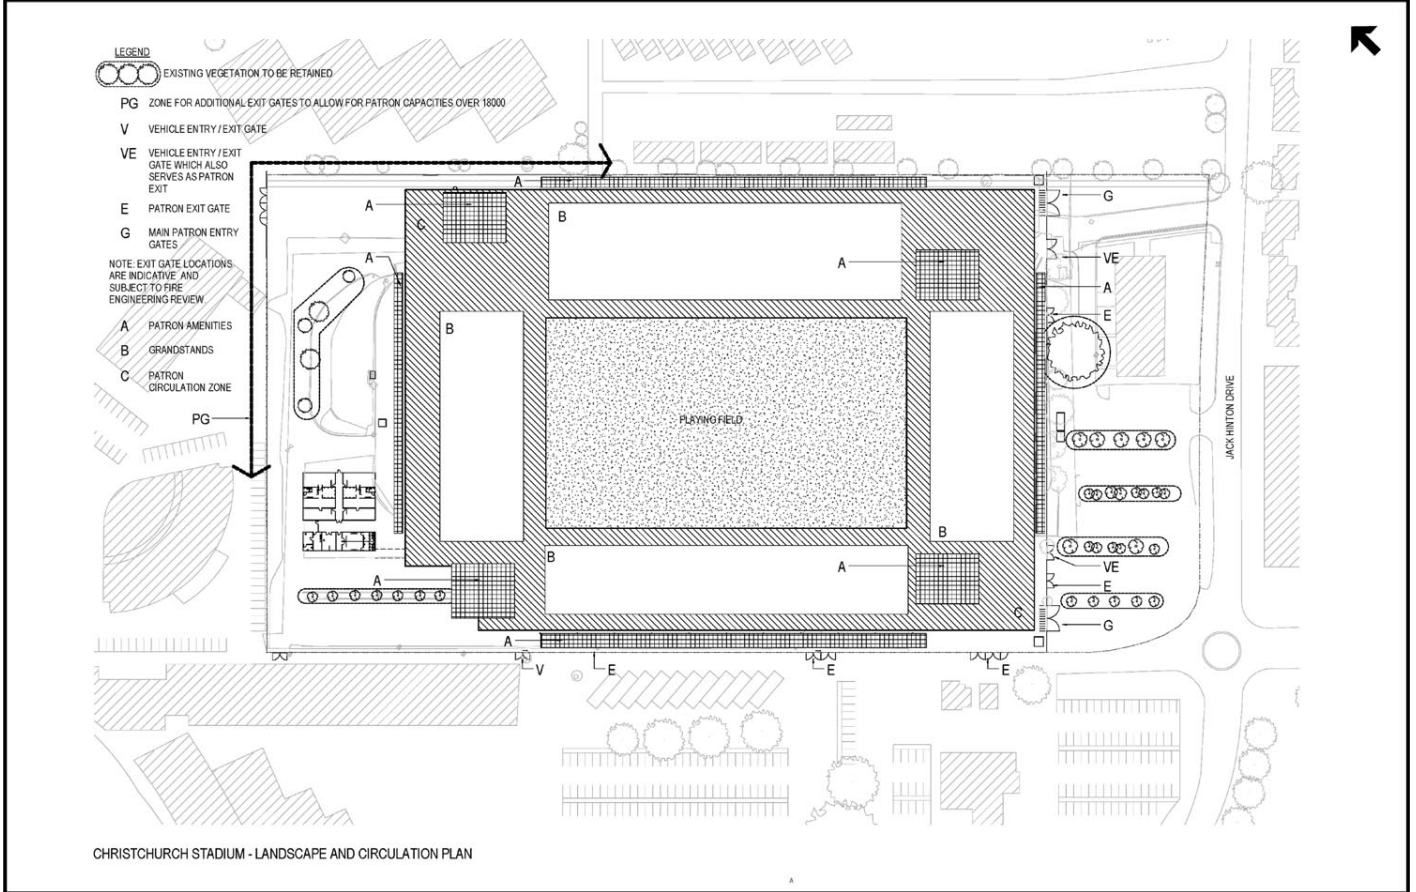 LEGEND
EXISTING VEGETATION TO BE RETAINED
PG ZONE FOR ADDITIONAL EXIT GATES TO ALLOW FOR PATRON CAPACITIES OVER 18000
V VEHICLE ENTRY / EXIT GATE
VE VEHICLE ENTRY / EXIT
GATE WHICH ALSO
SERVES AS PATRON
EXIT
E PATRON EXIT GATE
G MAIN PATRON ENTRY
GATES
NOTE: EXIT GATE LOCATIONS
ARE INDICATIVE AND
SUBJECT TO FIRE
ENGINEERING REVIEW
A PATRON AMENITIES
B GRANDSTANDS
C PATRON
CIRCULATION ZONE
PG
A
A
C
B
G
A
A
VE
A
E
B
PLAYING FIELD
JACK HINTON DRIVE
B
B
A
A
VE
E
C
G
A
V
E
E
E
CHRISTCHURCH STADIUM - LANDSCAPE AND CIRCULATION PLAN
A